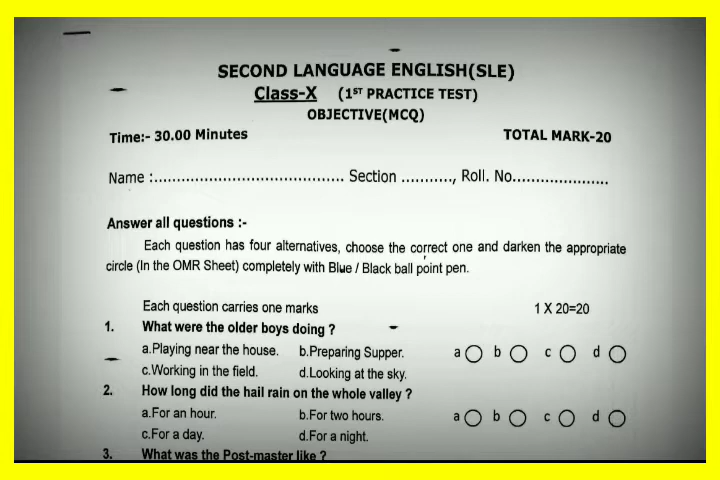 SECOND LANGUAGE ENGLISH(SLE)
Class-X (1ST PRACTICE TEST)
OBJECTIVE(MCQ)
Time:- 30.00 Minutes TOTAL MARK-20
Name :........................................ Section ..........., Roll. No.....................
Answer all questions :-
Each question has four alternatives, choose the correct one and darken the appropriate
circle (In the OMR Sheet) completely with Blue / Black ball point pen.
Each question carries one marks 1 X 20=20
1. What were the older boys doing ?
a.Playing near the house. b.Preparing Supper. a b c d
c.Working in the field. d.Looking at the sky.
2. How long did the hail rain on the whole valley ?
a.For an hour. b.For two hours. a b c d
c.For a day. d.For a night.
3. What was the Post-master like ?